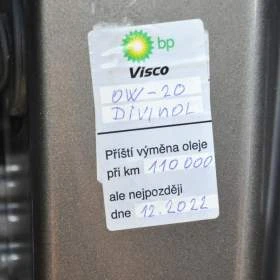 bp
Visco
0W-20
DIVINOL
Příští výměna oleje
při km 110 000
ale nejpozději
dne 12.2022